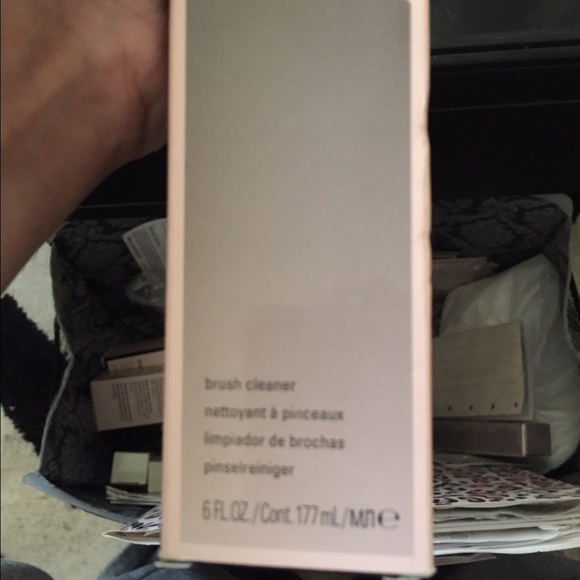 brush cleaner
nettoyant à pinceaux
limpiador de brochas
pinselreiniger
6 FL.OZ./Cont. 177 mL/МЛ℮